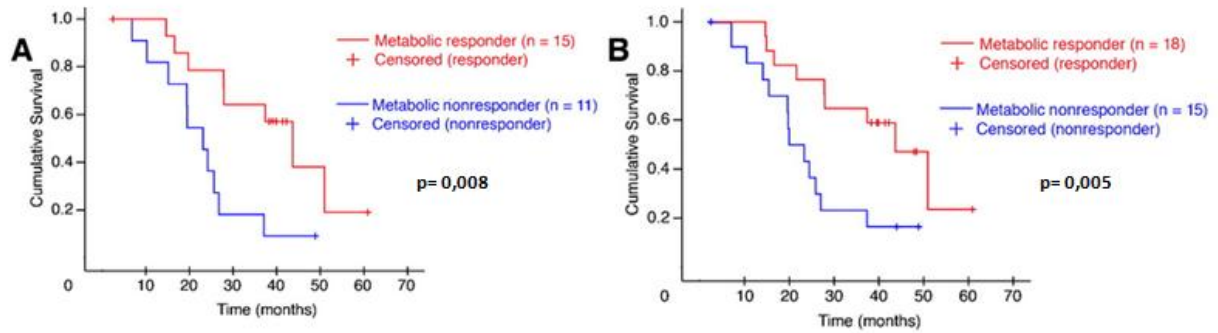 A
Cumulative Survival
1.0
0.8
0.6
0.4
0.2
0
10 20 30 40 50 60 70
Time (months)
Metabolic responder (n = 15)
Censored (responder)
Metabolic nonresponder (n = 11)
Censored (nonresponder)
p= 0,008
B
Cumulative Survival
1.0
0.8
0.6
0.4
0.2
0
10 20 30 40 50 60 70
Time (months)
Metabolic responder (n = 18)
Censored (responder)
Metabolic nonresponder (n = 15)
Censored (nonresponder)
p= 0,005